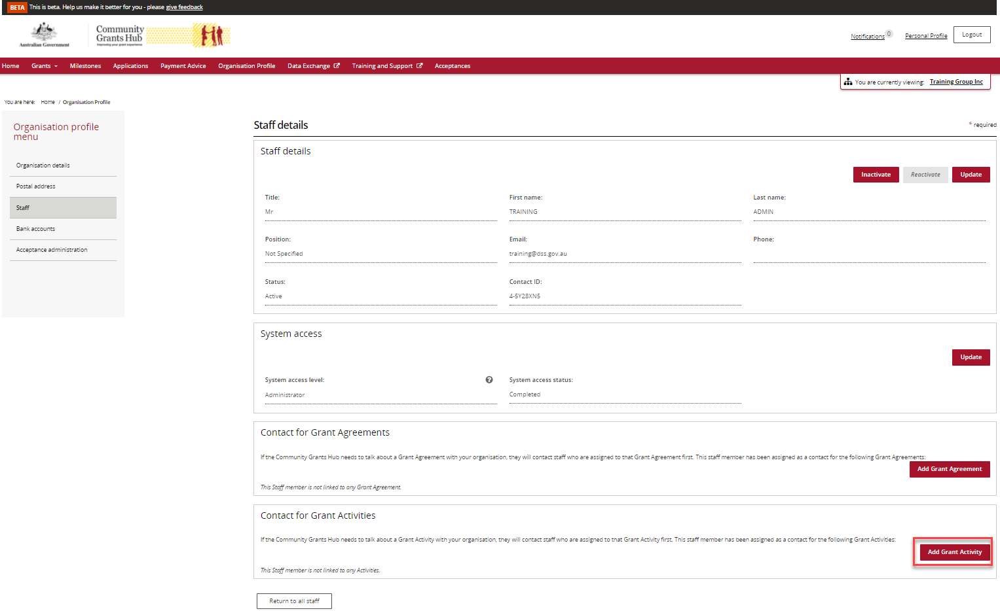 BETA This is beta. Help us make it better for you - please give feedback
Australian Government
Community
Grants Hub
Improving your grant experience
Notifications 0 Personal Profile Logout
Home Grants Milestones Applications Payment Advice Organisation Profile Data Exchange Training and Support Acceptances
You are currently viewing: Training Group Inc
You are here: Home / Organisation Profile
Organisation profile
menu
Organisation details
Postal address
Staff
Bank accounts
Acceptance administration
Staff details
* required
Staff details
Inactivate Reactivate Update
Title: First name: Last name:
Mr TRAINING ADMIN
Position: Email: Phone:
Not Specified training@dss.gov.au
Status: Contact ID:
Active 4-5Y28XN5
System access
Update
System access level: ? System access status:
Administrator Completed
Contact for Grant Agreements
If the Community Grants Hub needs to talk about a Grant Agreement with your organisation, they will contact staff who are assigned to that Grant Agreement first. This staff member has been assigned as a contact for the following Grant Agreements:
Add Grant Agreement
This Staff member is not linked to any Grant Agreement.
Contact for Grant Activities
If the Community Grants Hub needs to talk about a Grant Activity with your organisation, they will contact staff who are assigned to that Grant Activity first. This staff member has been assigned as a contact for the following Grant Activities:
Add Grant Activity
This Staff member is not linked to any Activities.
Return to all staff